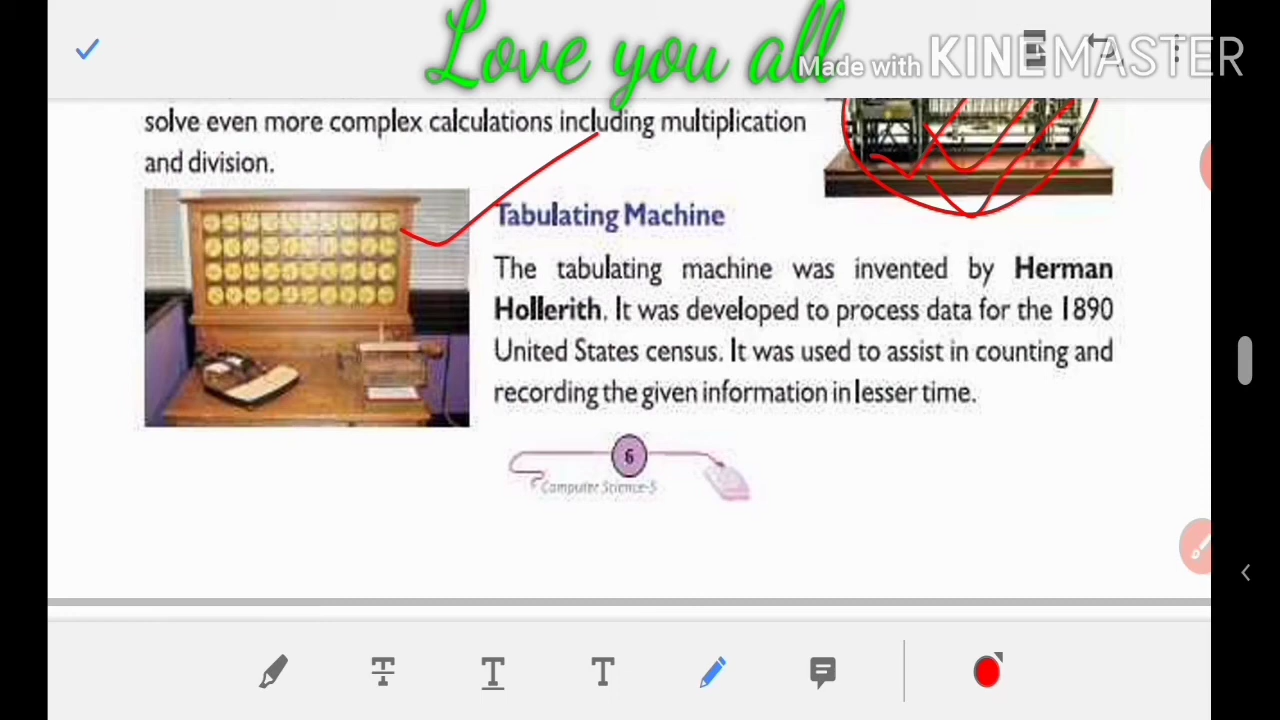 Love you all
Made with KINEMASTER
solve even more complex calculations including multiplication
and division.
Tabulating Machine
The tabulating machine was invented by Herman
Hollerith. It was developed to process data for the 1890
United States census. It was used to assist in counting and
recording the given information in lesser time.
6
Computer Science-5